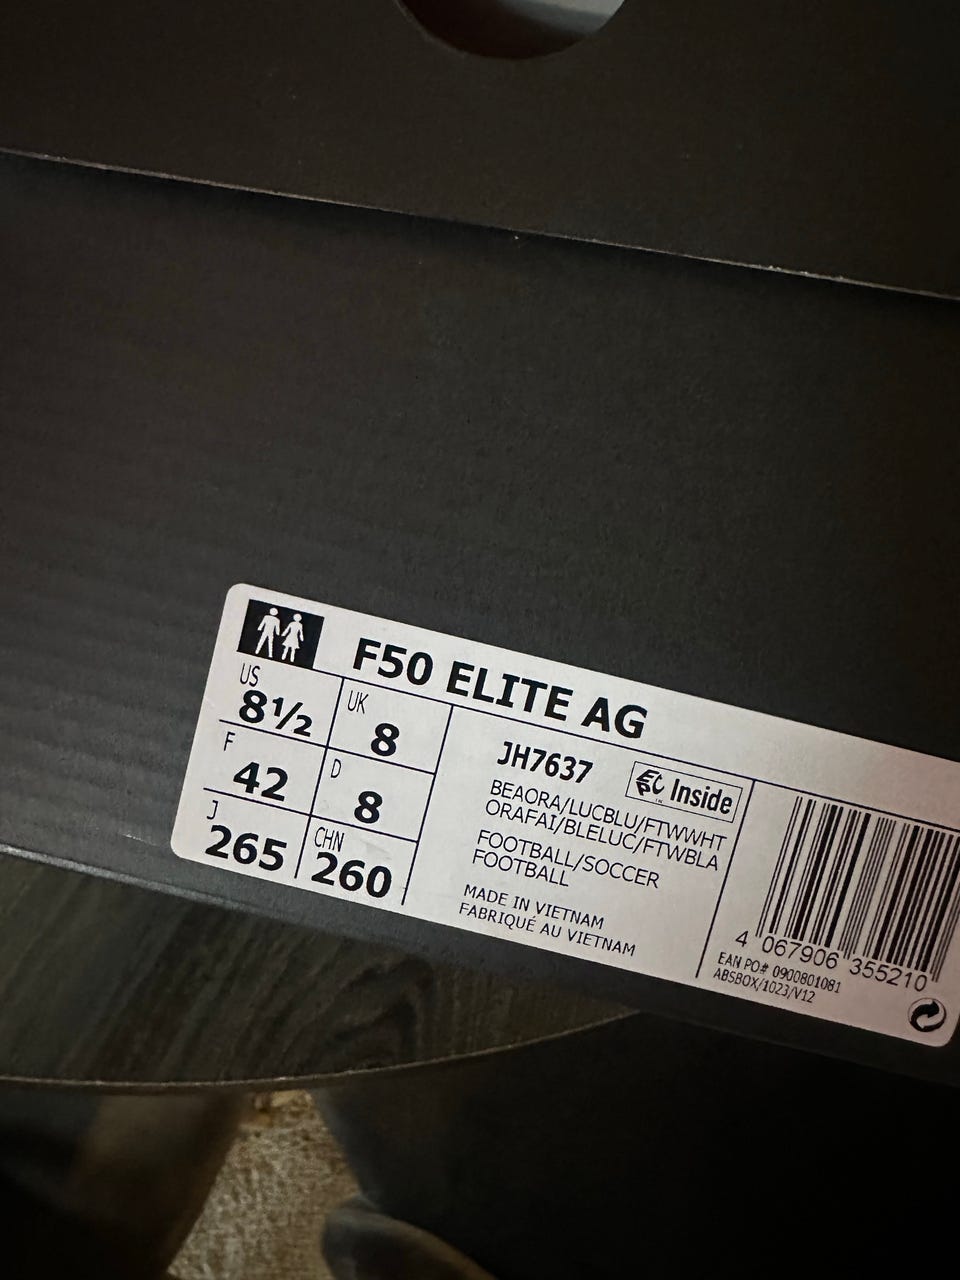 F50 ELITE AG
US
8½
UK
8
F
42
D
8
J
265
CHN
260
JH7637
Inside
BEAORA/LUCBLU/FTWWHT
ORAFAI/BLELUC/FTWBLA
FOOTBALL/SOCCER
FOOTBALL
MADE IN VIETNAM
FABRIQUÉ AU VIETNAM
4 067906 355210
EAN PO# 0900801081
ABSBOX/1023/V12